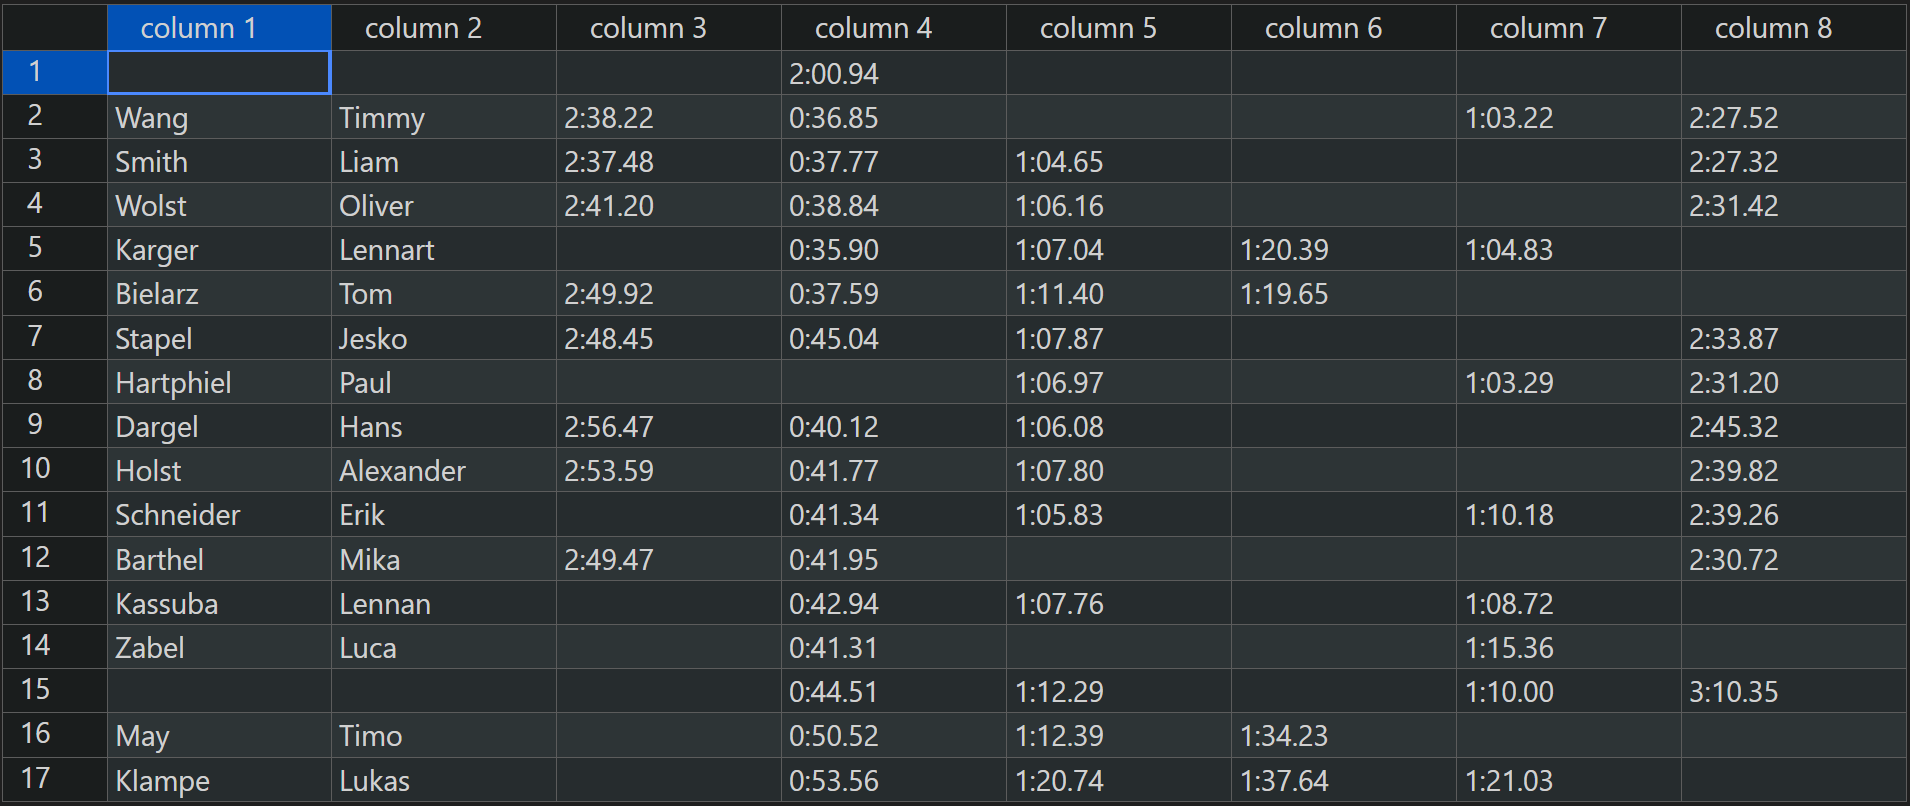 column 1 column 2 column 3 column 4 column 5 column 6 column 7 column 8
1 2:00.94
2 Wang Timmy 2:38.22 0:36.85 1:03.22 2:27.52
3 Smith Liam 2:37.48 0:37.77 1:04.65 2:27.32
4 Wolst Oliver 2:41.20 0:38.84 1:06.16 2:31.42
5 Karger Lennart 0:35.90 1:07.04 1:20.39 1:04.83
6 Bielarz Tom 2:49.92 0:37.59 1:11.40 1:19.65
7 Stapel Jesko 2:48.45 0:45.04 1:07.87 2:33.87
8 Hartphiel Paul 1:06.97 1:03.29 2:31.20
9 Dargel Hans 2:56.47 0:40.12 1:06.08 2:45.32
10 Holst Alexander 2:53.59 0:41.77 1:07.80 2:39.82
11 Schneider Erik 0:41.34 1:05.83 1:10.18 2:39.26
12 Barthel Mika 2:49.47 0:41.95 2:30.72
13 Kassuba Lennan 0:42.94 1:07.76 1:08.72
14 Zabel Luca 0:41.31 1:15.36
15 0:44.51 1:12.29 1:10.00 3:10.35
16 May Timo 0:50.52 1:12.39 1:34.23
17 Klampe Lukas 0:53.56 1:20.74 1:37.64 1:21.03